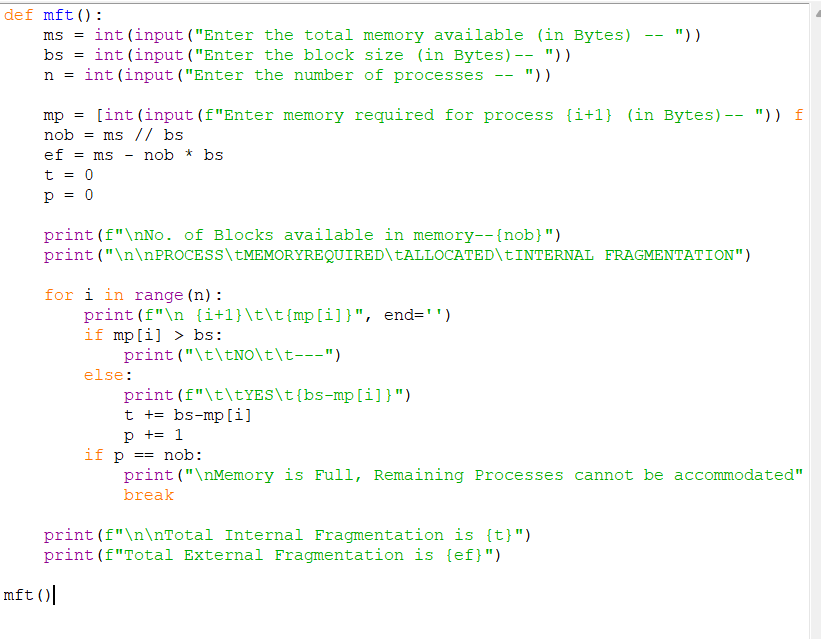 def mft():
    ms = int(input("Enter the total memory available (in Bytes) -- "))
    bs = int(input("Enter the block size (in Bytes)-- "))
    n = int(input("Enter the number of processes -- "))

    mp = [int(input(f"Enter memory required for process {i+1} (in Bytes)-- ")) f
    nob = ms // bs
    ef = ms - nob * bs
    t = 0
    p = 0

    print(f"\nNo. of Blocks available in memory--{nob}")
    print("\n\nPROCESS\tMEMORYREQUIRED\tALLOCATED\tINTERNAL FRAGMENTATION")

    for i in range(n):
        print(f"\n {i+1}\t\t{mp[i]}", end='')
        if mp[i] > bs:
            print("\t\tNO\t\t---")
        else:
            print(f"\t\tYES\t{bs-mp[i]}")
            t += bs-mp[i]
            p += 1
        if p == nob:
            print("\nMemory is Full, Remaining Processes cannot be accommodated"
            break

    print(f"\n\nTotal Internal Fragmentation is {t}")
    print(f"Total External Fragmentation is {ef}")

mft()